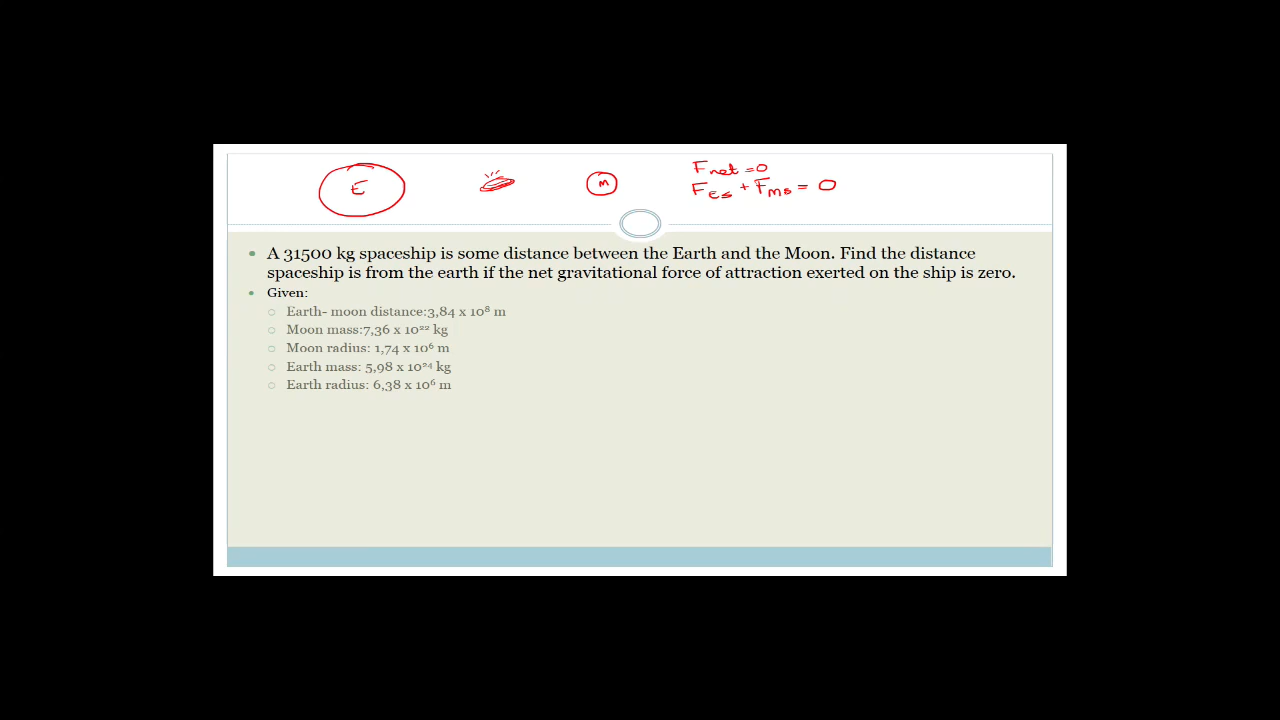 E
M
Fnet = 0
FES + FMS = 0
A 31500 kg spaceship is some distance between the Earth and the Moon. Find the distance
spaceship is from the earth if the net gravitational force of attraction exerted on the ship is zero.
Given:
Earth- moon distance:3,84 x 10⁸ m
Moon mass:7,36 x 10²² kg
Moon radius: 1,74 x 10⁶ m
Earth mass: 5,98 x 10²⁴ kg
Earth radius: 6,38 x 10⁶ m